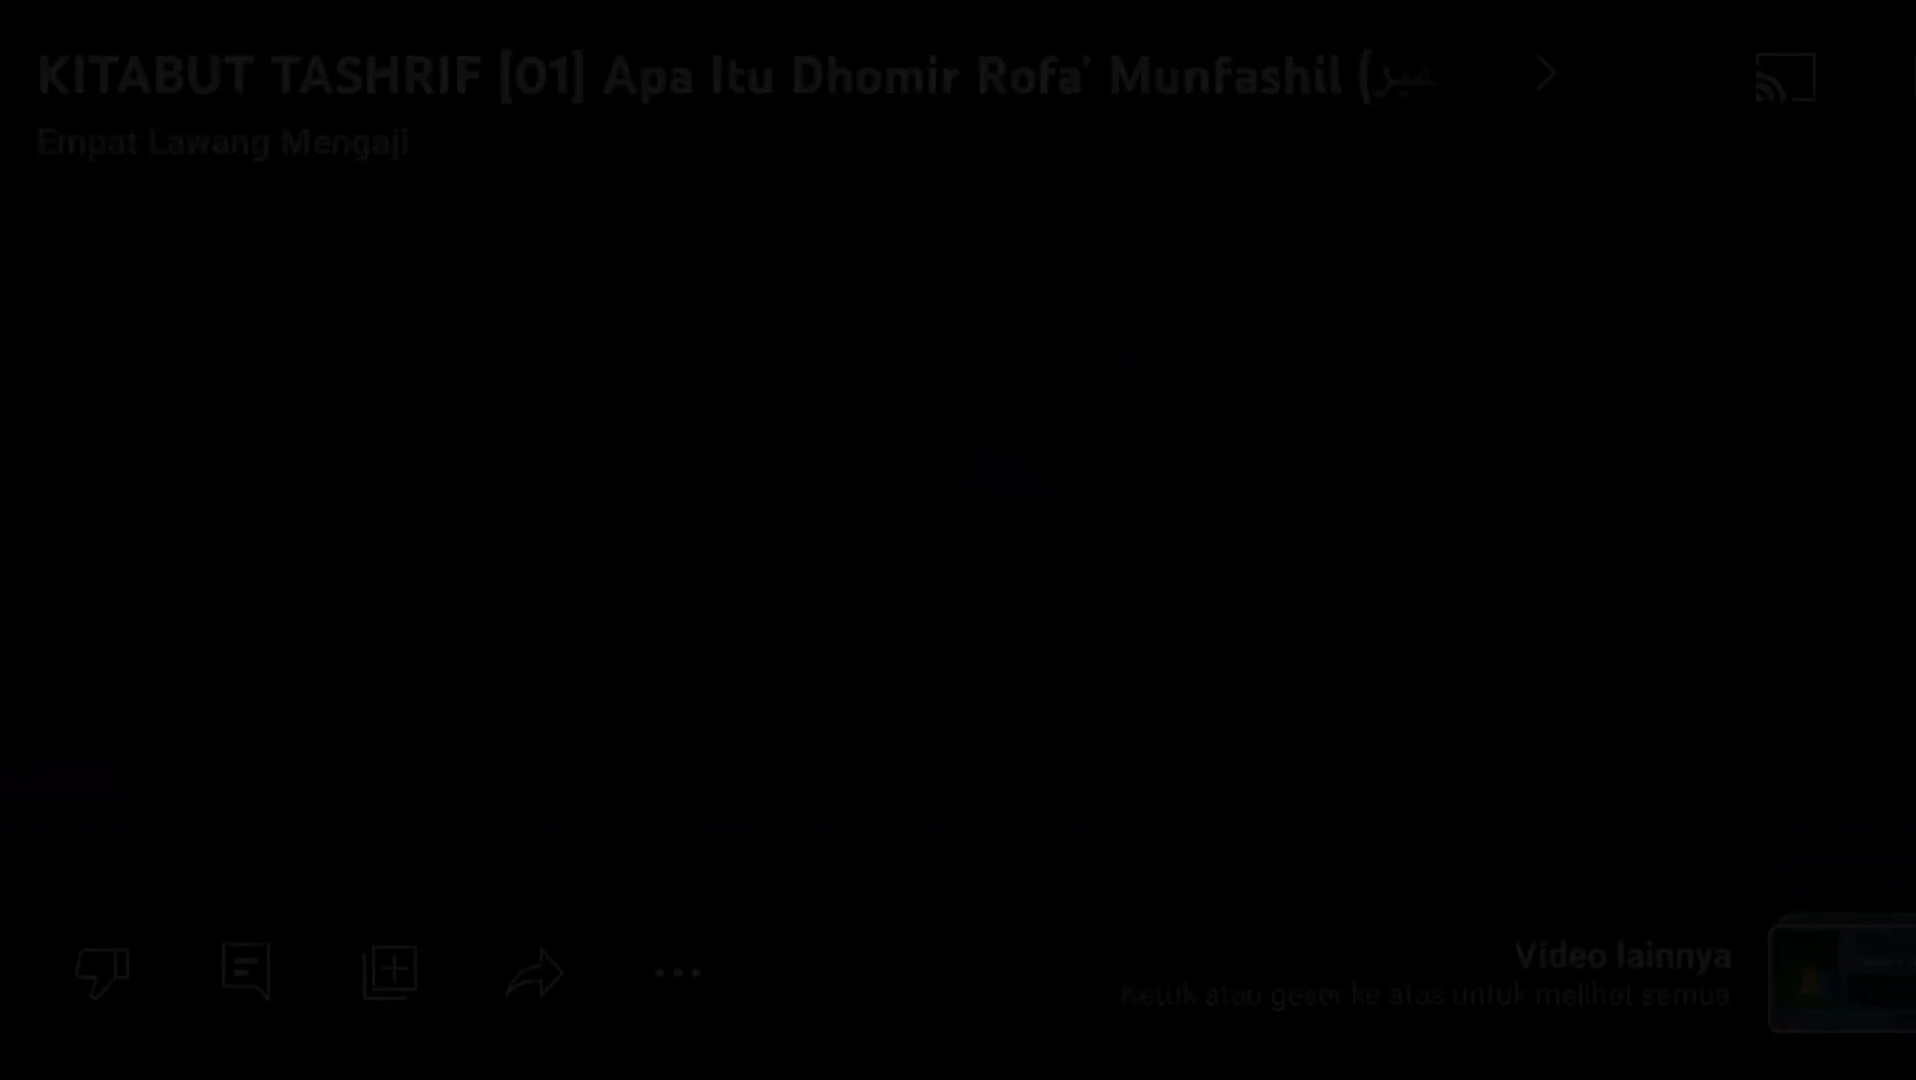 KITABUT TASHRIF [01] Apa Itu Dhomir Rofa' Munfashil (
Empat Lawang Mengaji
Video lainnya
Ketuk atau geser ke atas untuk melihat semua